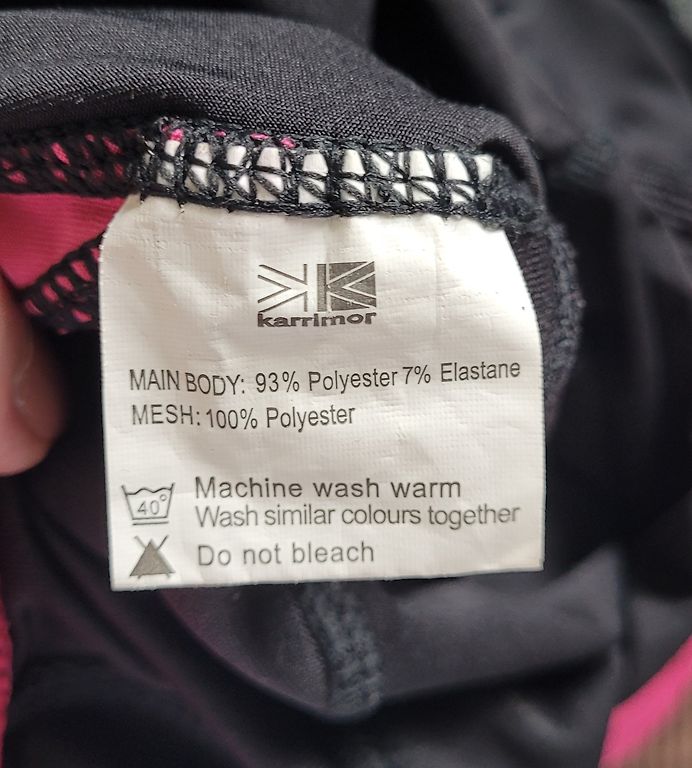 karrimor
MAIN BODY: 93% Polyester 7% Elastane
MESH: 100% Polyester
40° Machine wash warm
Wash similar colours together
Do not bleach